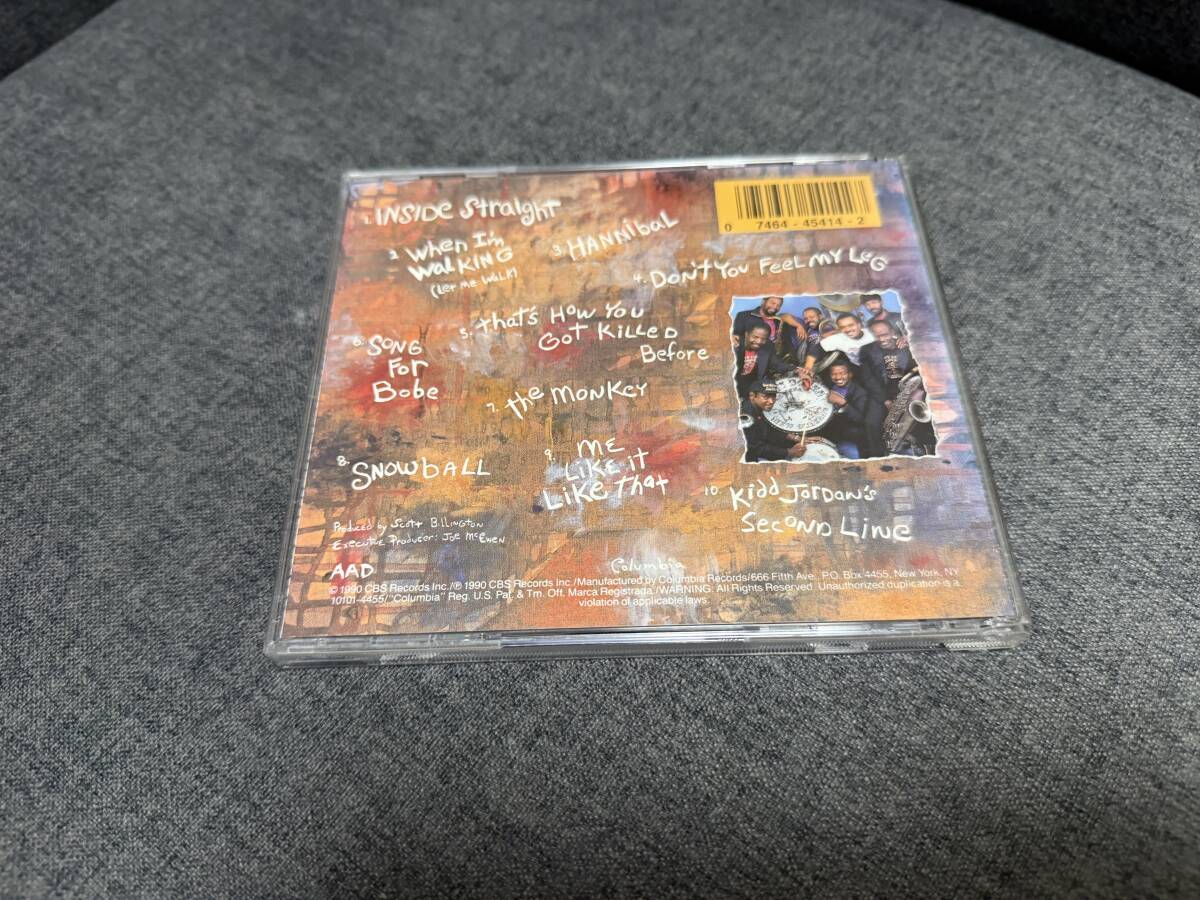 1. INSIDE Straight
2. When I'm
WalKING
(Let Me Walk)
3. HANNibaL
4. DON'T You FeeL MY LeG
5. that's How You
Got KilleD
Before
6. SoNG
For
Bobe
7. the MONKeY
8. SNOWbALL
9. Me
LiKe it
LiKe that
10 Kidd JorDaN's
SecoND LiNe
Produced by Scott BiLLiNGtoN
Executive Producer: Joe McEwen
AAD
Columbia
© 1990 CBS Records Inc./℗ 1990 CBS Records Inc./Manufactured by Columbia Records/666 Fifth Ave., P.O. Box 4455, New York, NY
10101-4455/"Columbia" Reg. U.S. Pat. & Tm. Off. Marca Registrada./WARNING: All Rights Reserved. Unauthorized duplication is a
violation of applicable laws.
0 7464 - 45414 - 2